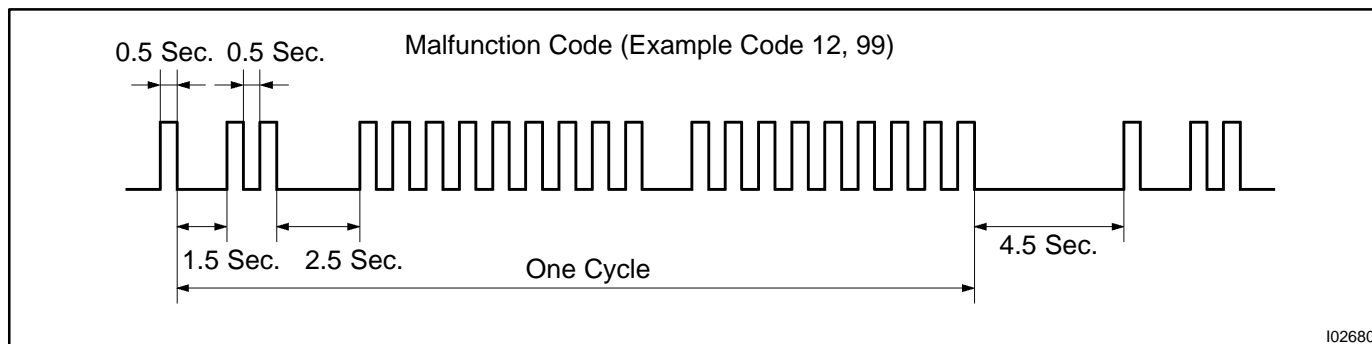 Malfunction Code (Example Code 12, 99)
0.5 Sec. 0.5 Sec.
1.5 Sec. 2.5 Sec. 4.5 Sec.
One Cycle
I02680